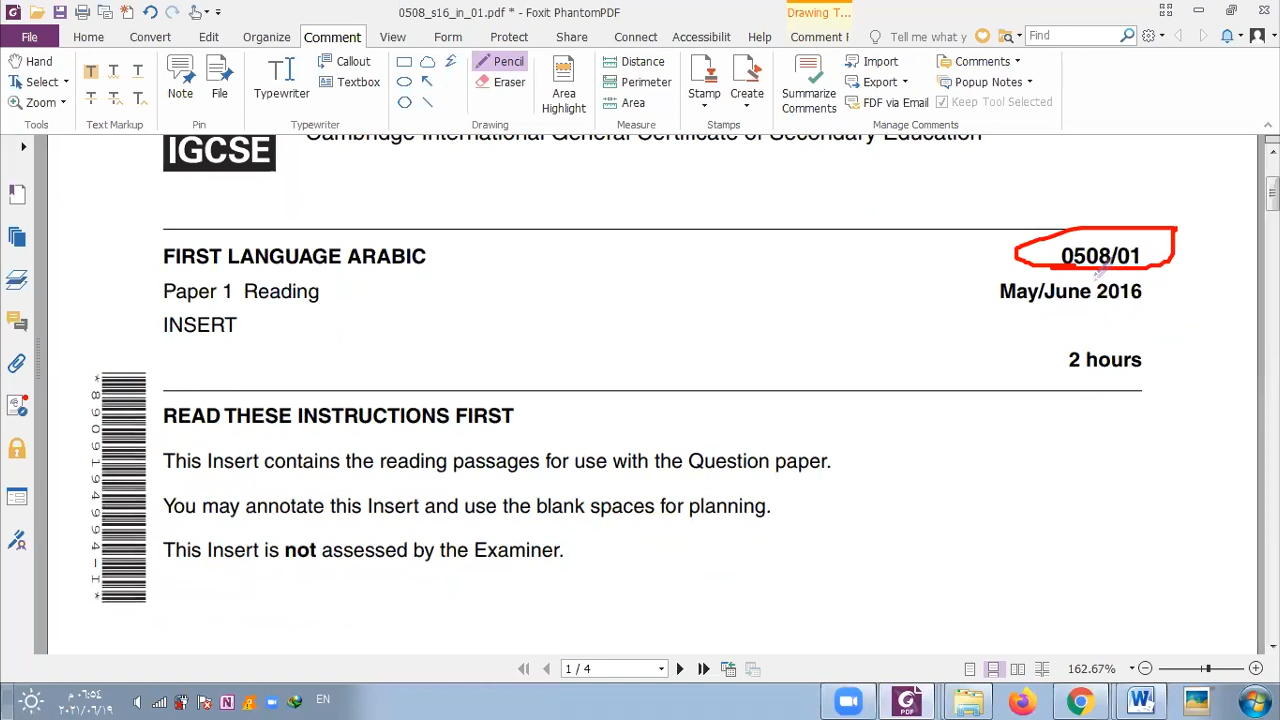 0508_s16_in_01.pdf * - Foxit PhantomPDF
Drawing T...
File Home Convert Edit Organize Comment View Form Protect Share Connect Accessibilit Help Comment F Tell me what y Find
Hand
Select
Zoom
Tools
Text Markup
Note
File
Pin
Typewriter
Callout
Textbox
Typewriter
Pencil
Eraser
Area
Highlight
Drawing
Distance
Perimeter
Area
Measure
Stamp
Create
Stamps
Summarize
Comments
Import
Export
FDF via Email
Comments
Popup Notes
Keep Tool Selected
Manage Comments
IGCSE
Cambridge International General Certificate of Secondary Education
FIRST LANGUAGE ARABIC 0508/01
Paper 1 Reading May/June 2016
INSERT
2 hours
READ THESE INSTRUCTIONS FIRST
This Insert contains the reading passages for use with the Question paper.
You may annotate this Insert and use the blank spaces for planning.
This Insert is not assessed by the Examiner.
*8909194994-I*
1 / 4
162.67%
٠٦:٥٤ م
٢٠٢١/٠٦/١٩
EN